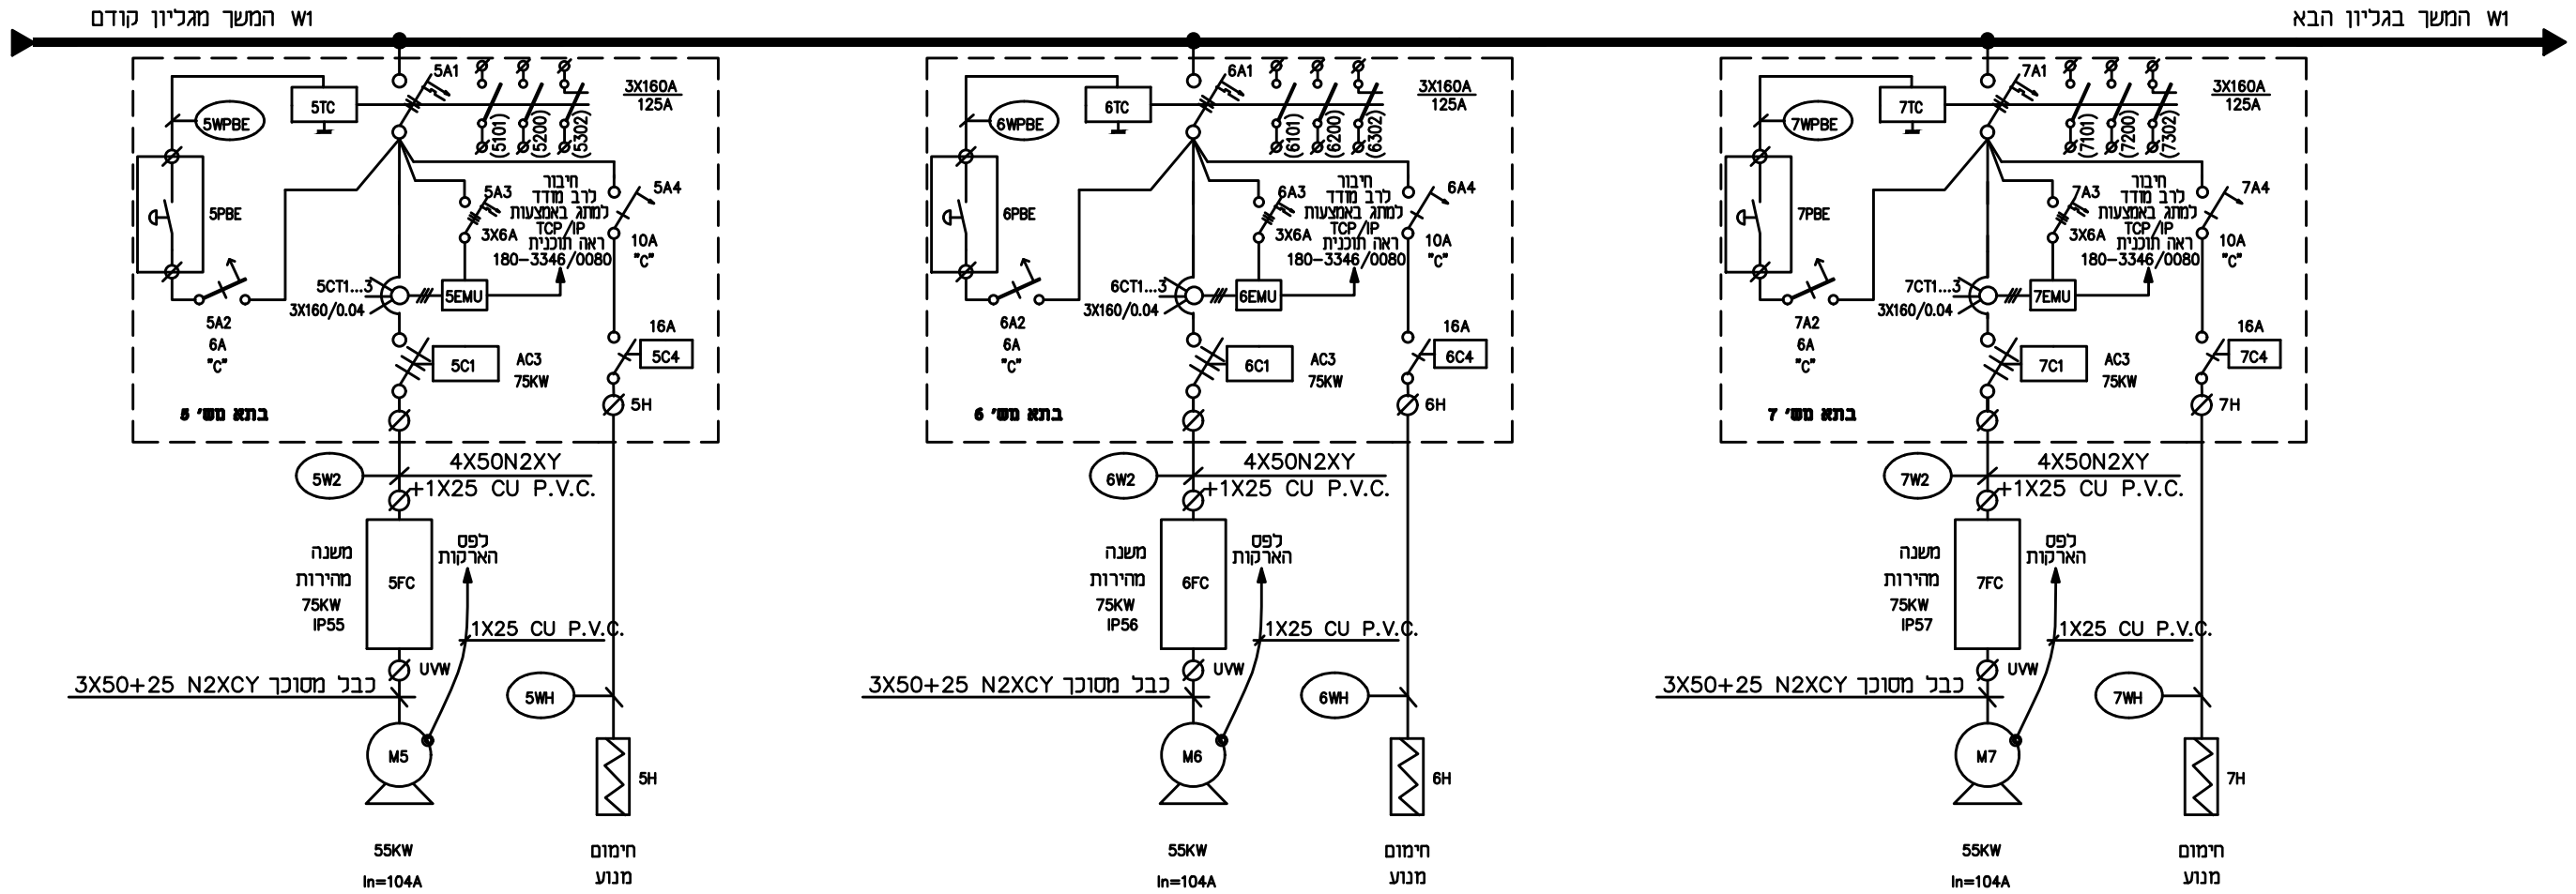 W1 המשך מגליון קודם
W1 המשך בגליון הבא
5A1
3X160A
125A
5TC
5WPBE
(5101)
(5200)
(5302)
5PBE
5A3
3X6A
חיבור
לרב מודד
למתג באמצעות
TCP/IP
ראה תוכנית
180-3346/0080
5A4
10A
"C"
5CT1...3
3X160/0.04
5EMU
5A2
6A
"C"
16A
5C4
5C1
AC3
75KW
5H
בתא מס' 5
5W2
4X50N2XY
+1X25 CU P.V.C.
משנה
מהירות
75KW
IP55
5FC
לפס
הארקות
1X25 CU P.V.C.
UVW
3X50+25 N2XCY כבל מסוכך
5WH
M5
5H
55KW
In=104A
חימום
מנוע
6A1
3X160A
125A
6TC
6WPBE
(6101)
(6200)
(6302)
6PBE
6A3
3X6A
חיבור
לרב מודד
למתג באמצעות
TCP/IP
ראה תוכנית
180-3346/0080
6A4
10A
"C"
6CT1...3
3X160/0.04
6EMU
6A2
6A
"C"
16A
6C4
6C1
AC3
75KW
6H
בתא מס' 6
6W2
4X50N2XY
+1X25 CU P.V.C.
משנה
מהירות
75KW
IP56
6FC
לפס
הארקות
1X25 CU P.V.C.
UVW
3X50+25 N2XCY כבל מסוכך
6WH
M6
6H
55KW
In=104A
חימום
מנוע
7A1
3X160A
125A
7TC
7WPBE
(7101)
(7200)
(7302)
7PBE
7A3
3X6A
חיבור
לרב מודד
למתג באמצעות
TCP/IP
ראה תוכנית
180-3346/0080
7A4
10A
"C"
7CT1...3
3X160/0.04
7EMU
7A2
6A
"C"
16A
7C4
7C1
AC3
75KW
7H
בתא מס' 7
7W2
4X50N2XY
+1X25 CU P.V.C.
משנה
מהירות
75KW
IP57
7FC
לפס
הארקות
1X25 CU P.V.C.
UVW
3X50+25 N2XCY כבל מסוכך
7WH
M7
7H
55KW
In=104A
חימום
מנוע